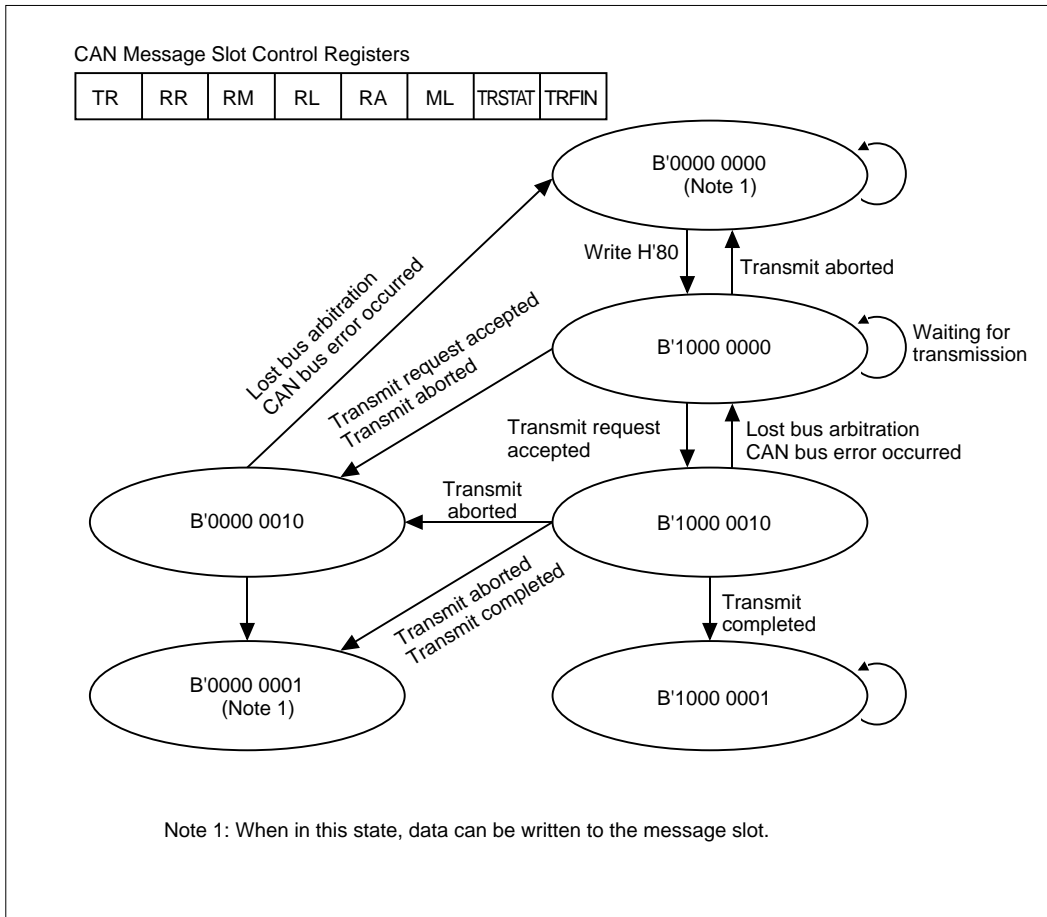 CAN Message Slot Control Registers
TR RR RM RL RA ML TRSTAT TRFIN
B'0000 0000
(Note 1)
Write H'80
Transmit aborted
Lost bus arbitration
CAN bus error occurred
Transmit request accepted
Transmit aborted
B'1000 0000
Waiting for
transmission
Transmit request
accepted
Lost bus arbitration
CAN bus error occurred
B'0000 0010
Transmit
aborted
B'1000 0010
Transmit aborted
Transmit completed
Transmit
completed
B'0000 0001
(Note 1)
B'1000 0001
Note 1: When in this state, data can be written to the message slot.